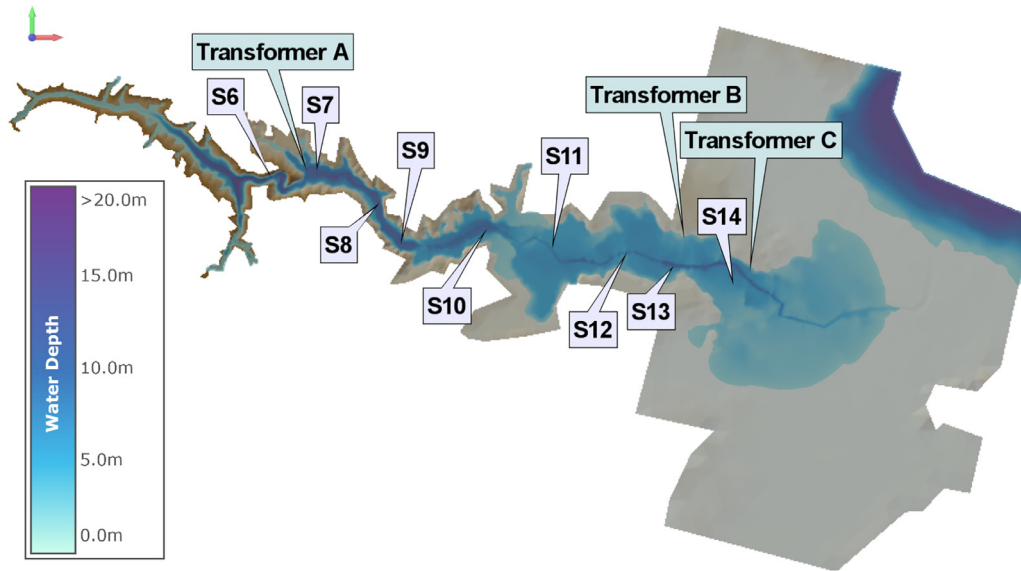 Transformer A
S6
S7
Transformer B
Transformer C
S9
S11
S14
S8
S10
S12
S13
Water Depth
>20.0m
15.0m
10.0m
5.0m
0.0m